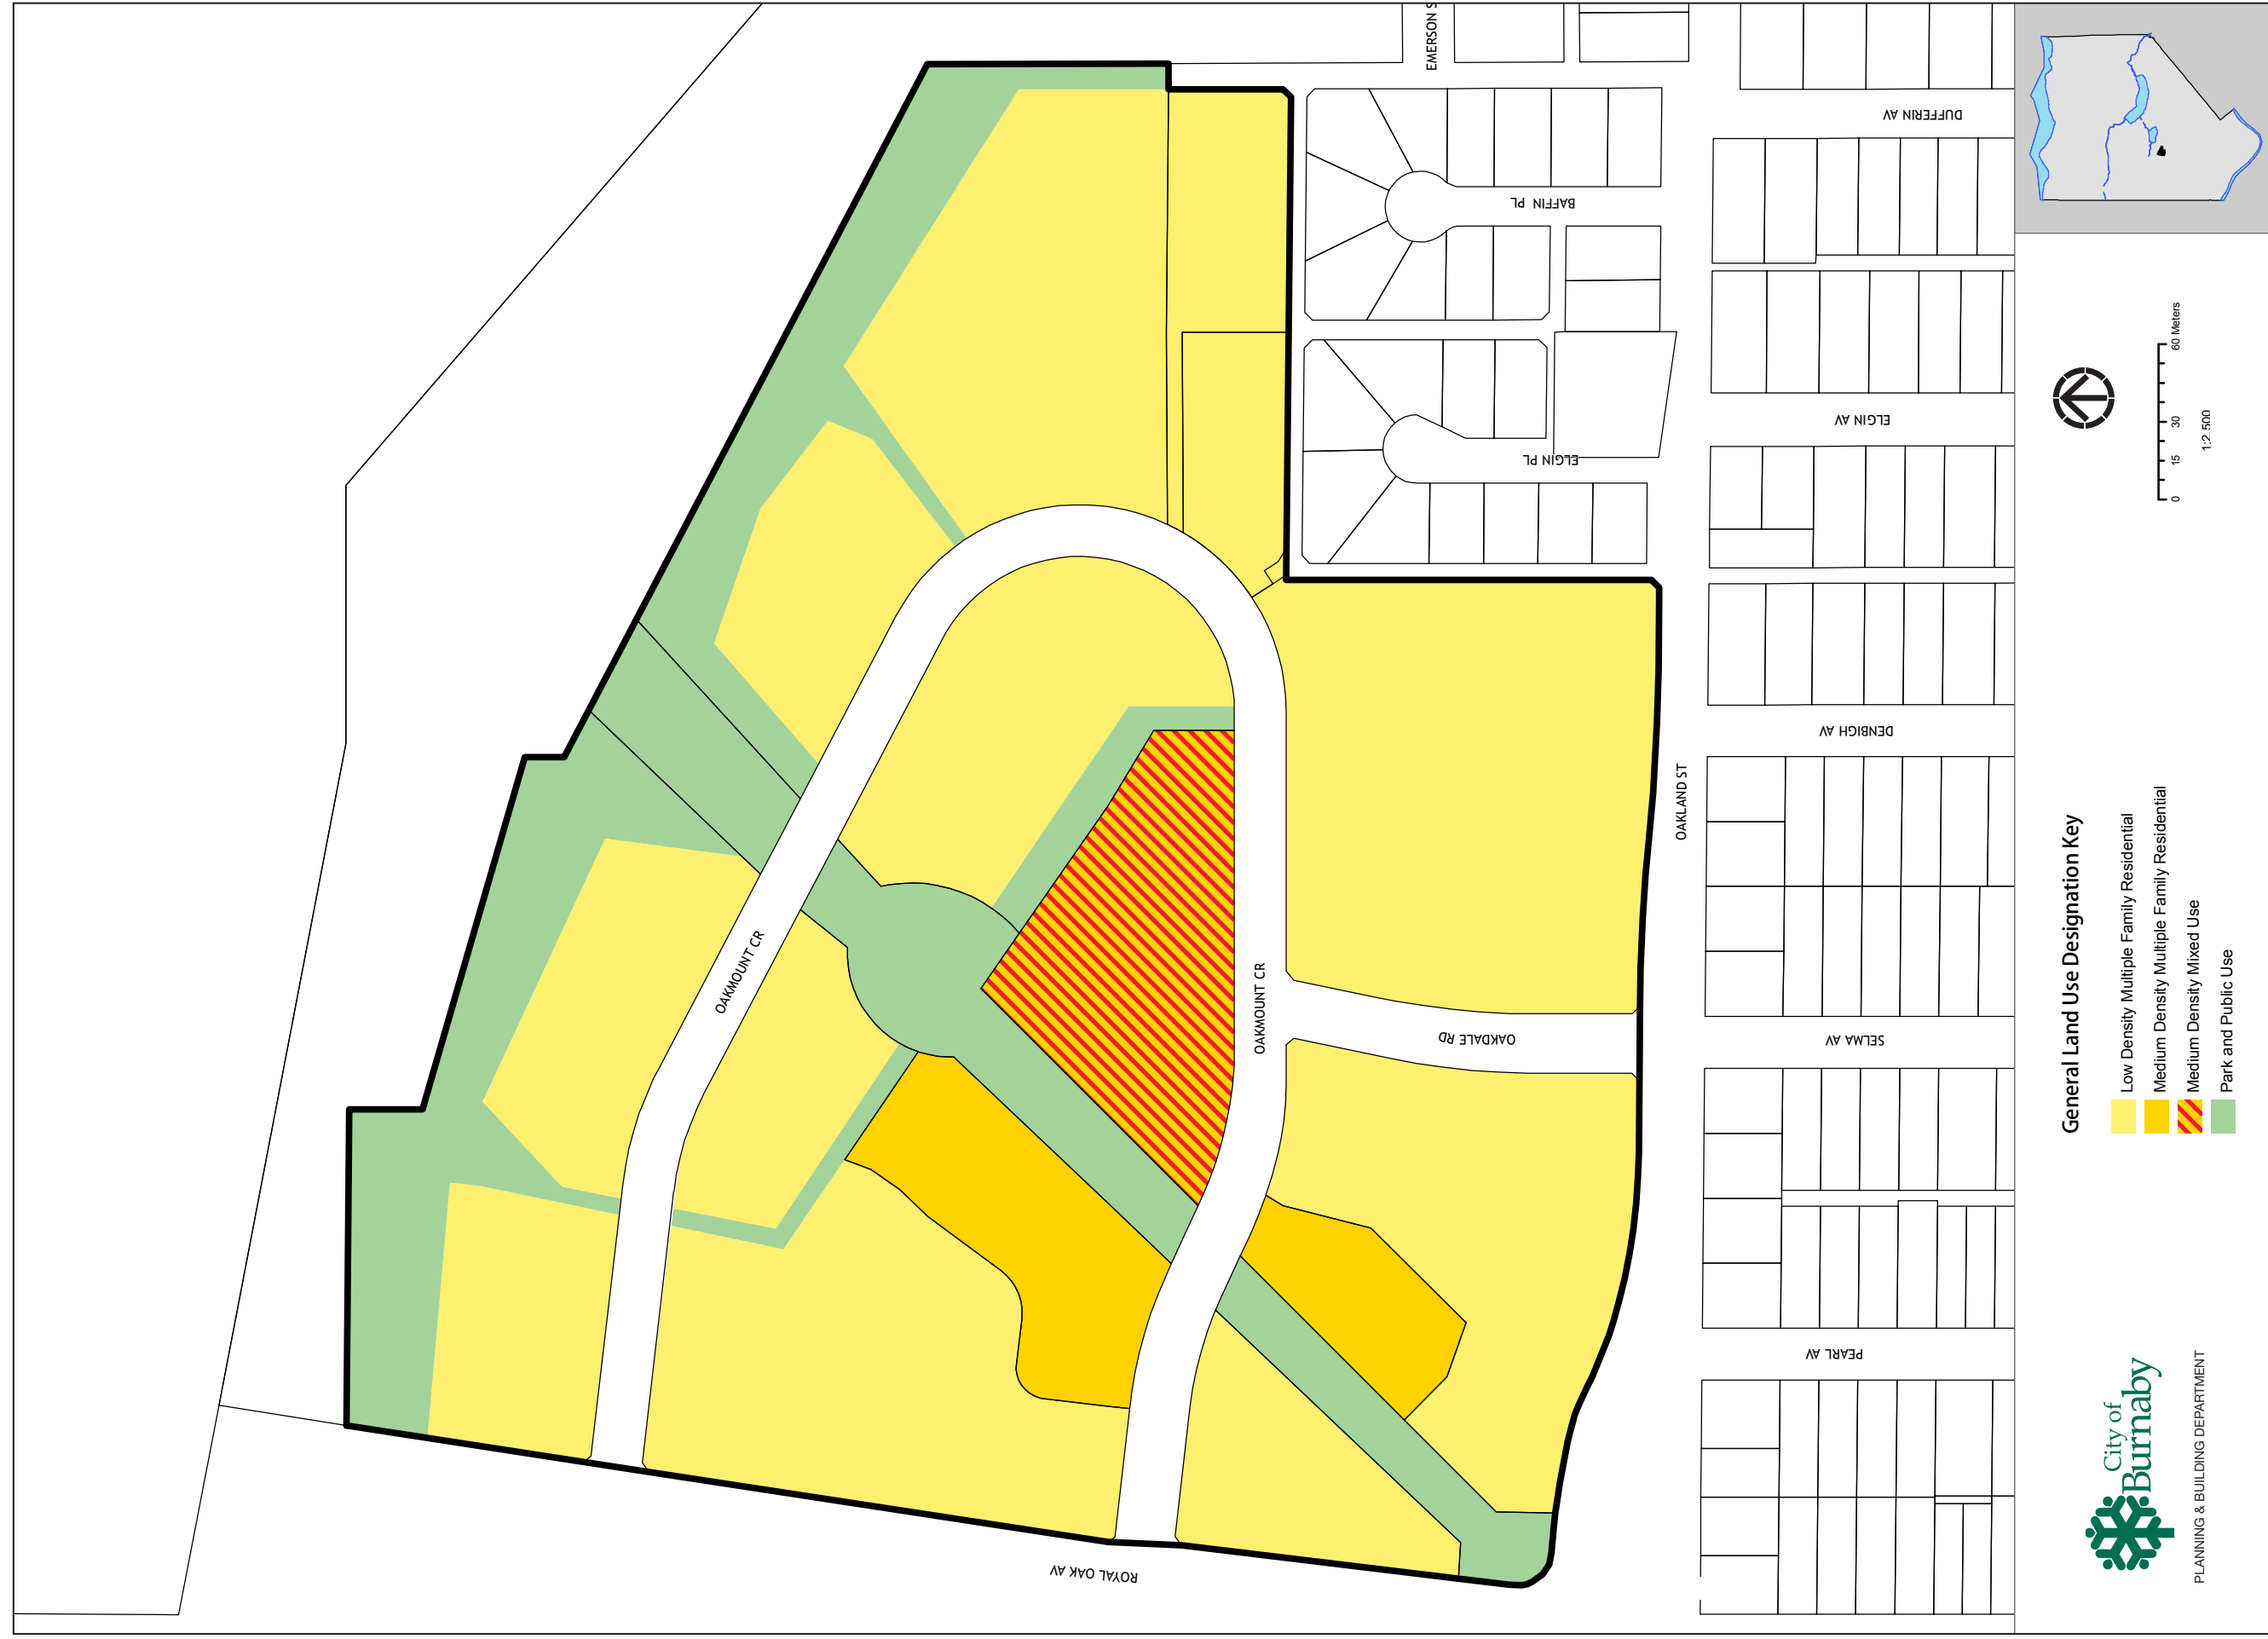 EMERSON S
DUFFERIN AV
BAFFIN PL
ELGIN AV
ELGIN PL
DENBIGH AV
OAKLAND ST
OAKMOUNT CR
OAKMOUNT CR
OAKDALE RD
SELMA AV
PEARL AV
ROYAL OAK AV
0 15 30 60 Meters
1:2,500
General Land Use Designation Key
Low Density Multiple Family Residential
Medium Density Multiple Family Residential
Medium Density Mixed Use
Park and Public Use
City of
Burnaby
PLANNING & BUILDING DEPARTMENT